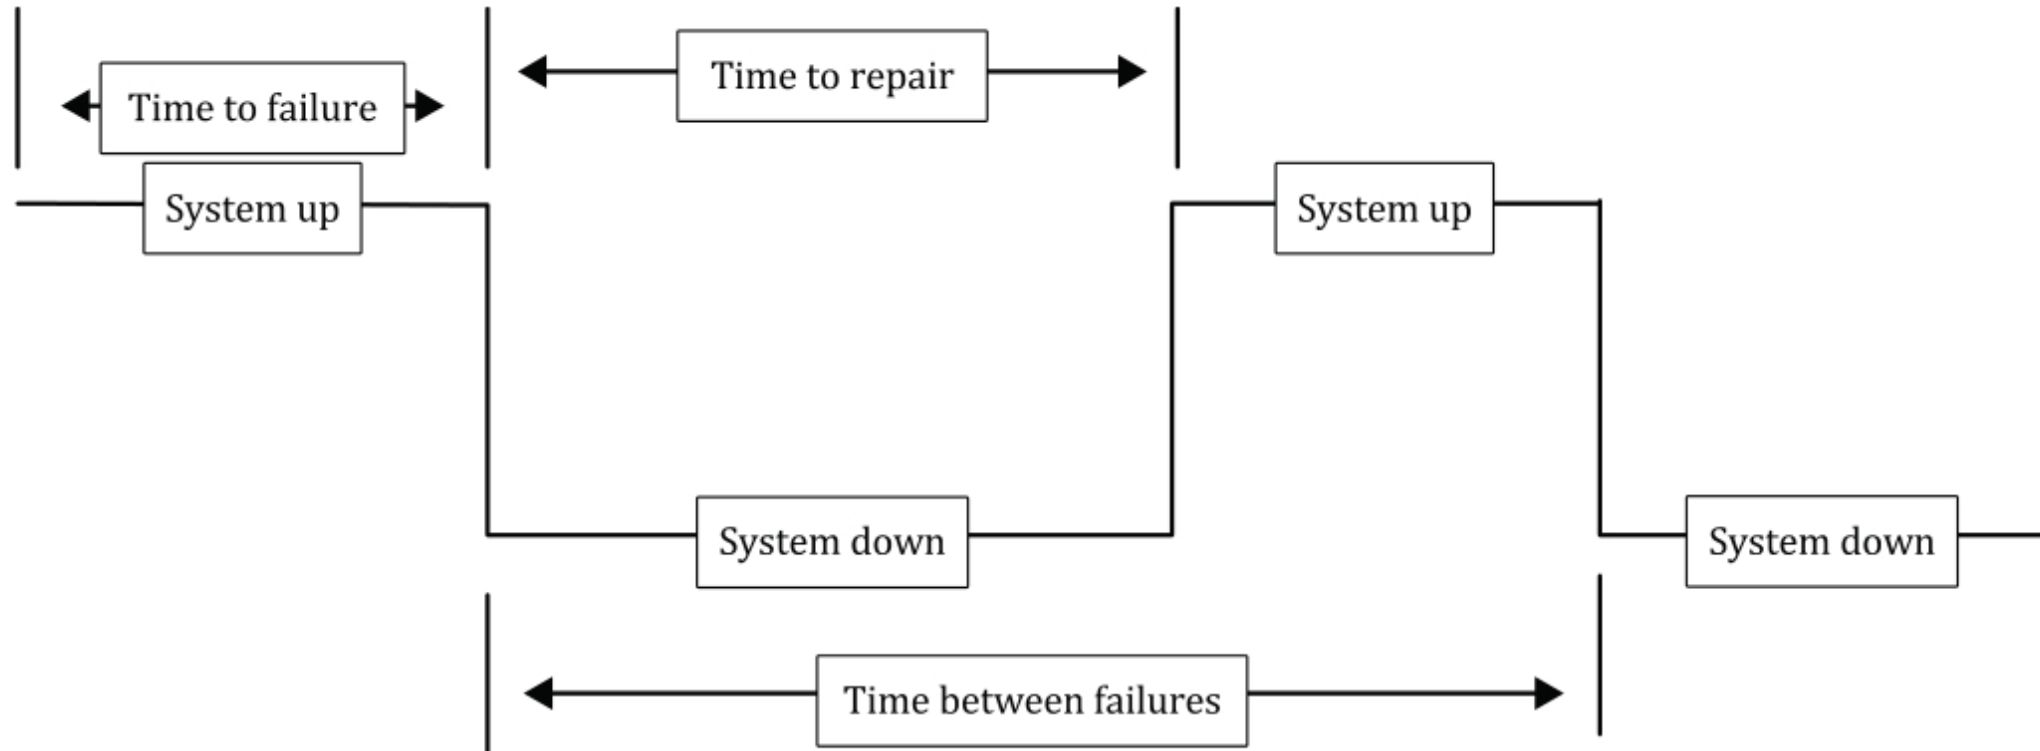 Time to repair
Time to failure
System up
System up
System down
System down
Time between failures